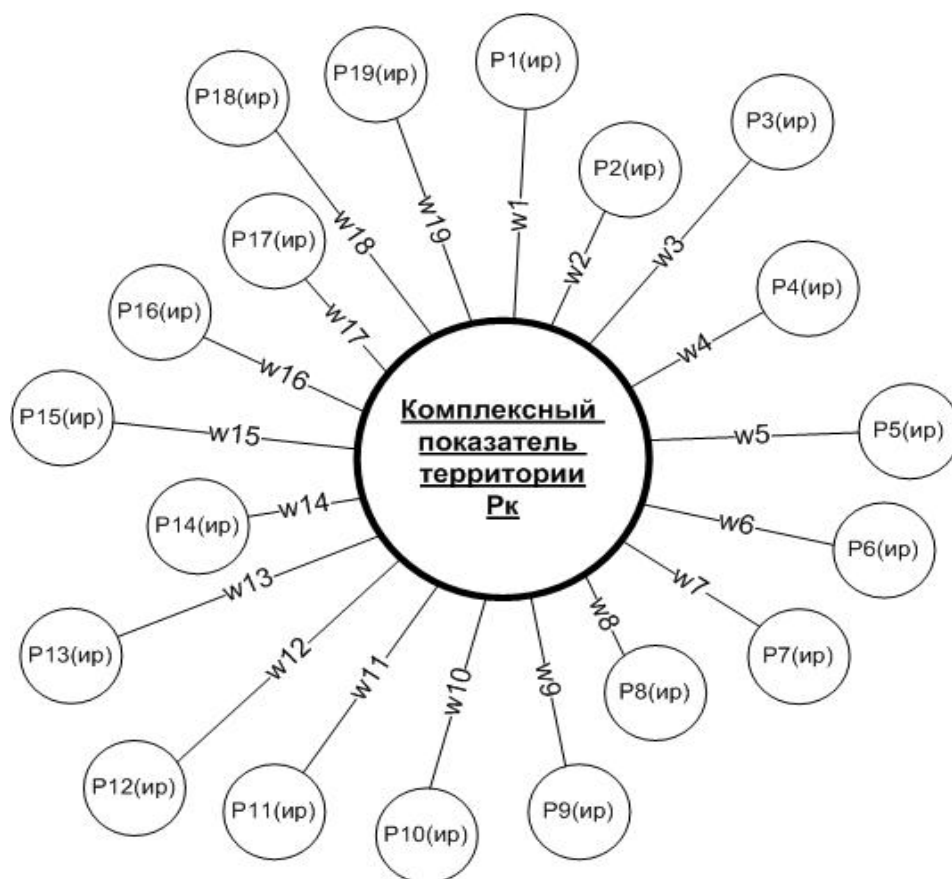 P1(ир)
P19(ир)
P18(ир)
P3(ир)
P2(ир)
P17(ир)
P4(ир)
P16(ир)
P15(ир)
P5(ир)
P14(ир)
P6(ир)
P13(ир)
P7(ир)
P8(ир)
P12(ир)
P11(ир)
P10(ир)
P9(ир)
w1
w2
w3
w4
w5
w6
w7
w8
w9
w10
w11
w12
w13
w14
w15
w16
w17
w18
w19
Комплексный
показатель
территории
Рк